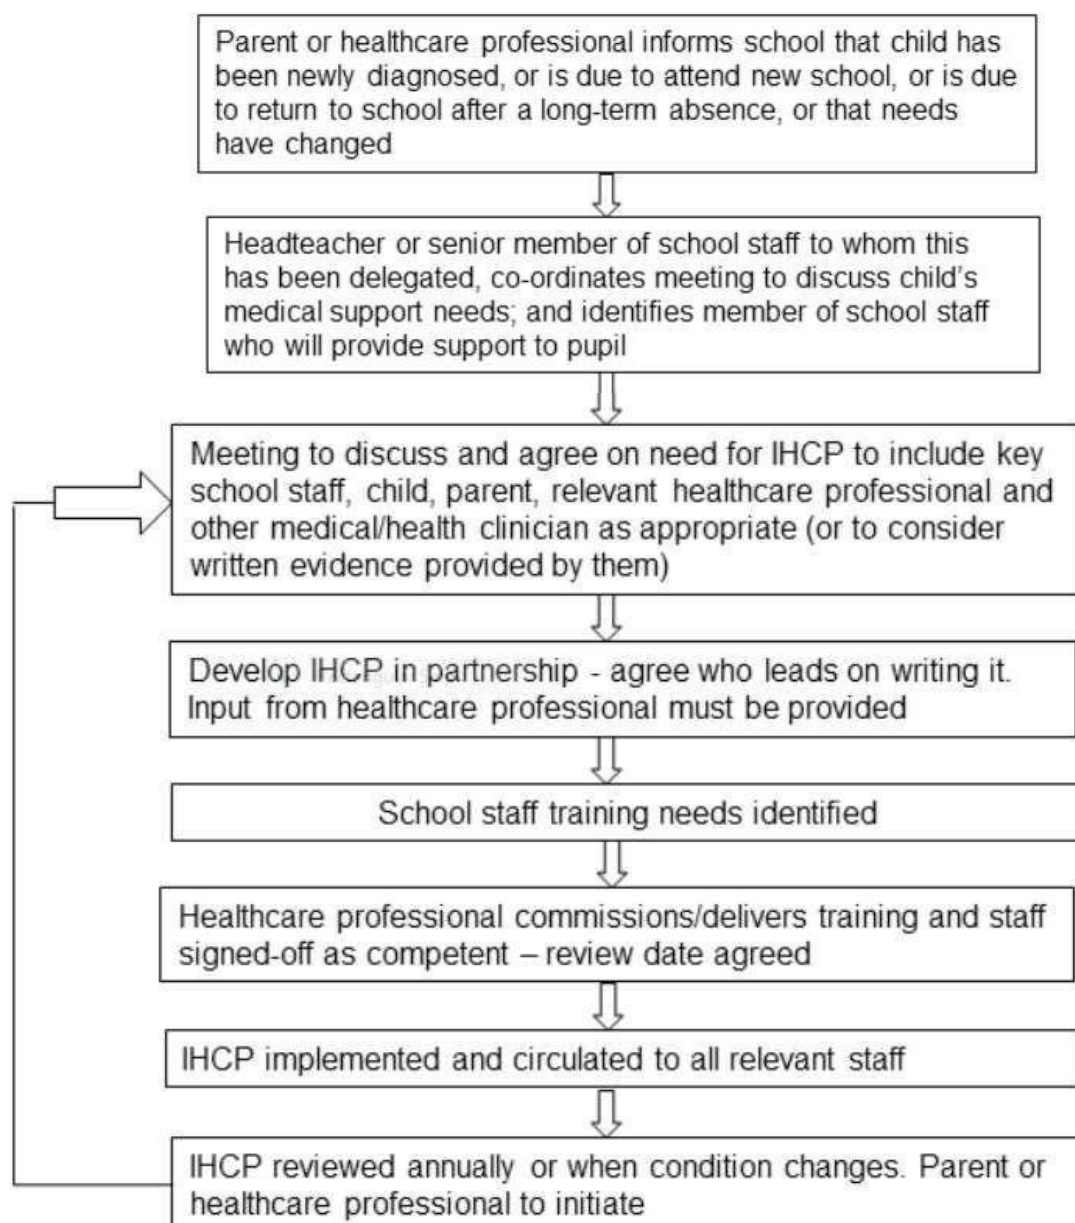 Parent or healthcare professional informs school that child has
been newly diagnosed, or is due to attend new school, or is due
to return to school after a long-term absence, or that needs
have changed
Headteacher or senior member of school staff to whom this
has been delegated, co-ordinates meeting to discuss child's
medical support needs; and identifies member of school staff
who will provide support to pupil
Meeting to discuss and agree on need for IHCP to include key
school staff, child, parent, relevant healthcare professional and
other medical/health clinician as appropriate (or to consider
written evidence provided by them)
Develop IHCP in partnership - agree who leads on writing it.
Input from healthcare professional must be provided
School staff training needs identified
Healthcare professional commissions/delivers training and staff
signed-off as competent – review date agreed
IHCP implemented and circulated to all relevant staff
IHCP reviewed annually or when condition changes. Parent or
healthcare professional to initiate